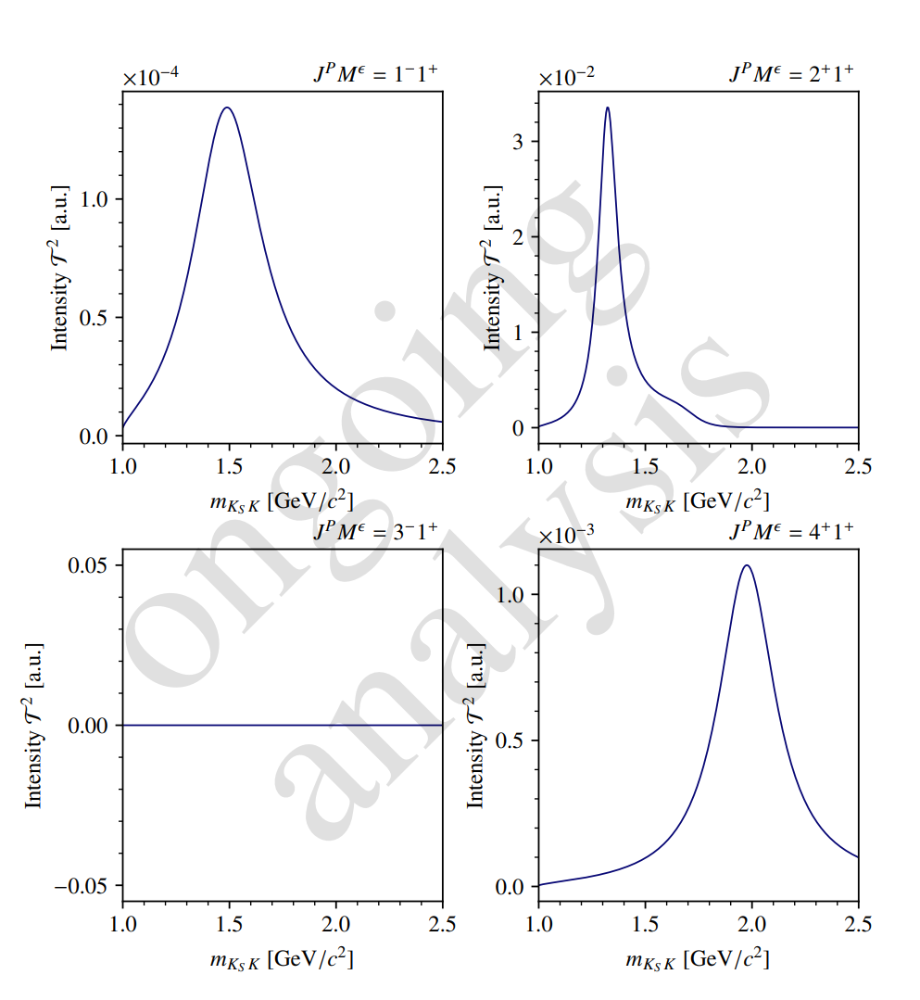 ×10⁻⁴ JᴾMᵋ = 1⁻1⁺
Intensity 𝒯² [a.u.]
1.0
0.5
0.0
1.0 1.5 2.0 2.5
m_{K_S K} [GeV/c²]
×10⁻² JᴾMᵋ = 2⁺1⁺
Intensity 𝒯² [a.u.]
3
2
1
0
1.0 1.5 2.0 2.5
m_{K_S K} [GeV/c²]
JᴾMᵋ = 3⁻1⁺
Intensity 𝒯² [a.u.]
0.05
0.00
−0.05
1.0 1.5 2.0 2.5
m_{K_S K} [GeV/c²]
×10⁻³ JᴾMᵋ = 4⁺1⁺
Intensity 𝒯² [a.u.]
1.0
0.5
0.0
1.0 1.5 2.0 2.5
m_{K_S K} [GeV/c²]
Ongoing
analysis